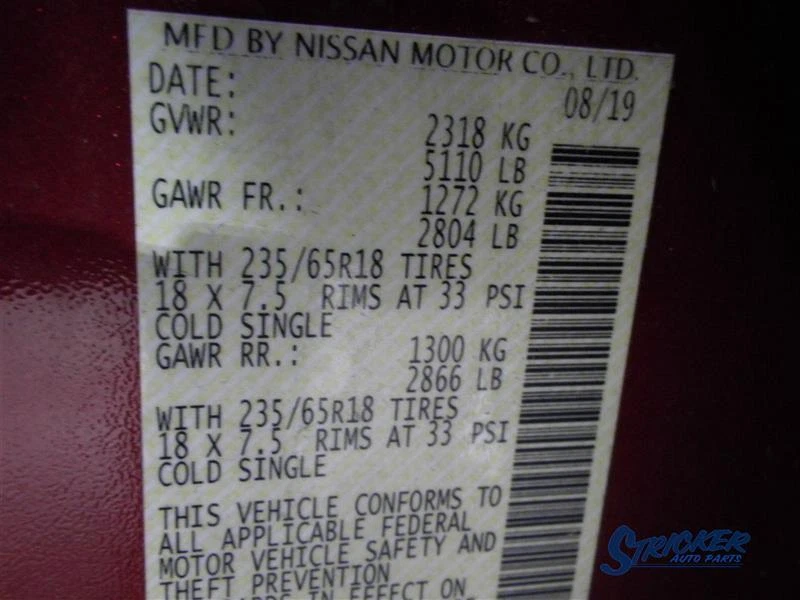 MFD BY NISSAN MOTOR CO., LTD.
DATE: 08/19
GVWR: 2318 KG
5110 LB
GAWR FR.: 1272 KG
2804 LB
WITH 235/65R18 TIRES
18 X 7.5 RIMS AT 33 PSI
COLD SINGLE
GAWR RR.: 1300 KG
2866 LB
WITH 235/65R18 TIRES
18 X 7.5 RIMS AT 33 PSI
COLD SINGLE
THIS VEHICLE CONFORMS TO
ALL APPLICABLE FEDERAL
MOTOR VEHICLE SAFETY AND
THEFT PREVENTION
IN EFFECT ON
STRICKER
AUTO PARTS